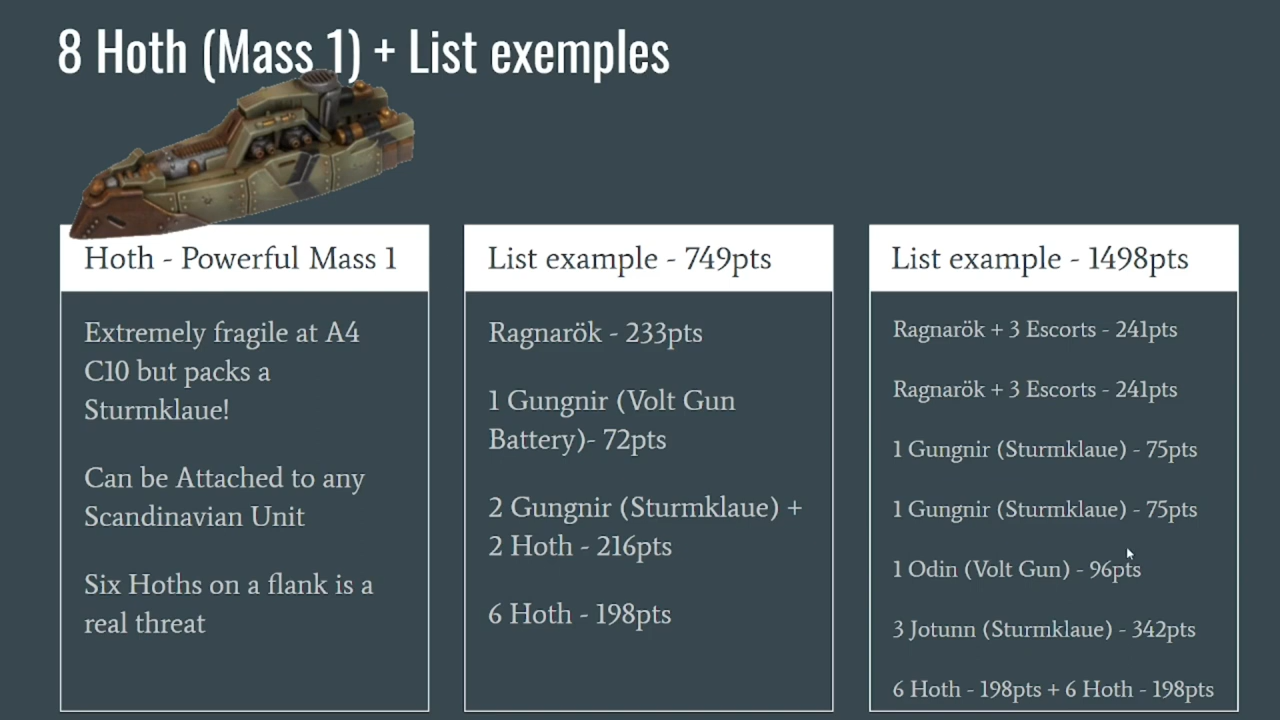 8 Hoth (Mass 1) + List exemples
Hoth - Powerful Mass 1
Extremely fragile at A4
C10 but packs a
Sturmklaue!
Can be Attached to any
Scandinavian Unit
Six Hoths on a flank is a
real threat
List example - 749pts
Ragnarök - 233pts
1 Gungnir (Volt Gun
Battery)- 72pts
2 Gungnir (Sturmklaue) +
2 Hoth - 216pts
6 Hoth - 198pts
List example - 1498pts
Ragnarök + 3 Escorts - 241pts
Ragnarök + 3 Escorts - 241pts
1 Gungnir (Sturmklaue) - 75pts
1 Gungnir (Sturmklaue) - 75pts
1 Odin (Volt Gun) - 96pts
3 Jotunn (Sturmklaue) - 342pts
6 Hoth - 198pts + 6 Hoth - 198pts